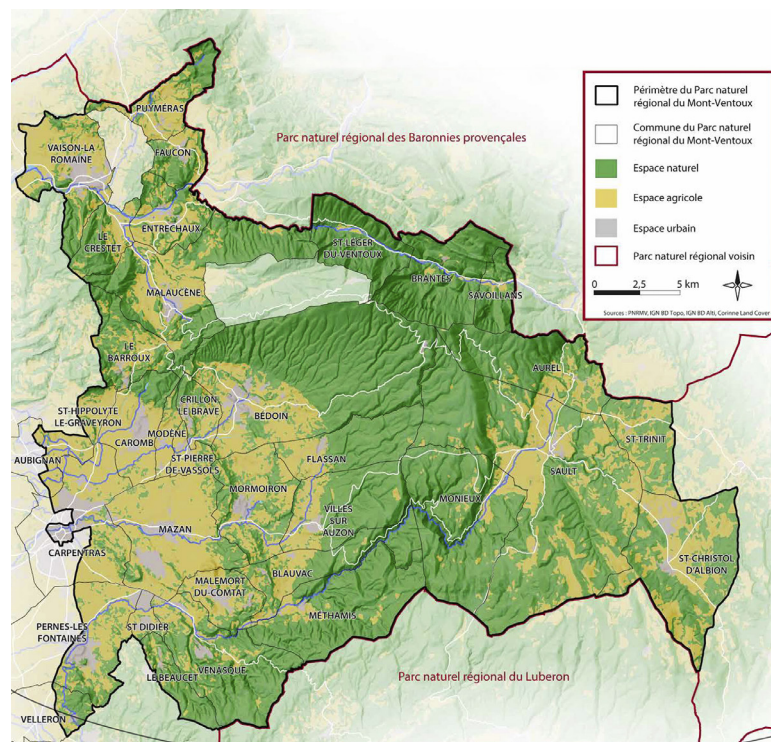 PUYMÉRAS
VAISON-LA
ROMAINE
FAUCON
Parc naturel régional des Baronnies provençales
LE
CRESTET
ENTRECHAUX
ST-LÉGER
DU-VENTOUX
BRANTES
SAVOILLANS
MALAUCÈNE
LE
BARROUX
AUREL
CRILLON
LE BRAVE
BÉDOIN
ST-HIPPOLYTE
LE-GRAVEYRON
MODÈNE
CAROMB
ST-TRINIT
AUBIGNAN
ST-PIERRE
DE-VASSOLS
FLASSAN
SAULT
MORMOIRON
MONIEUX
VILLES
SUR
AUZON
MAZAN
CARPENTRAS
ST-CHRISTOL
D'ALBION
BLAUVAC
MALEMORT
DU-COMTAT
MÉTHAMIS
PERNES-LES
FONTAINES
ST DIDIER
VENASQUE
LE BEAUCET
Parc naturel régional du Luberon
VELLERON
Périmètre du Parc naturel
régional du Mont-Ventoux
Commune du Parc naturel
régional du Mont-Ventoux
Espace naturel
Espace agricole
Espace urbain
Parc naturel régional voisin
0 2,5 5 km
Sources : PNRMV, IGN BD Topo, IGN BD Alti, Corinne Land Cover